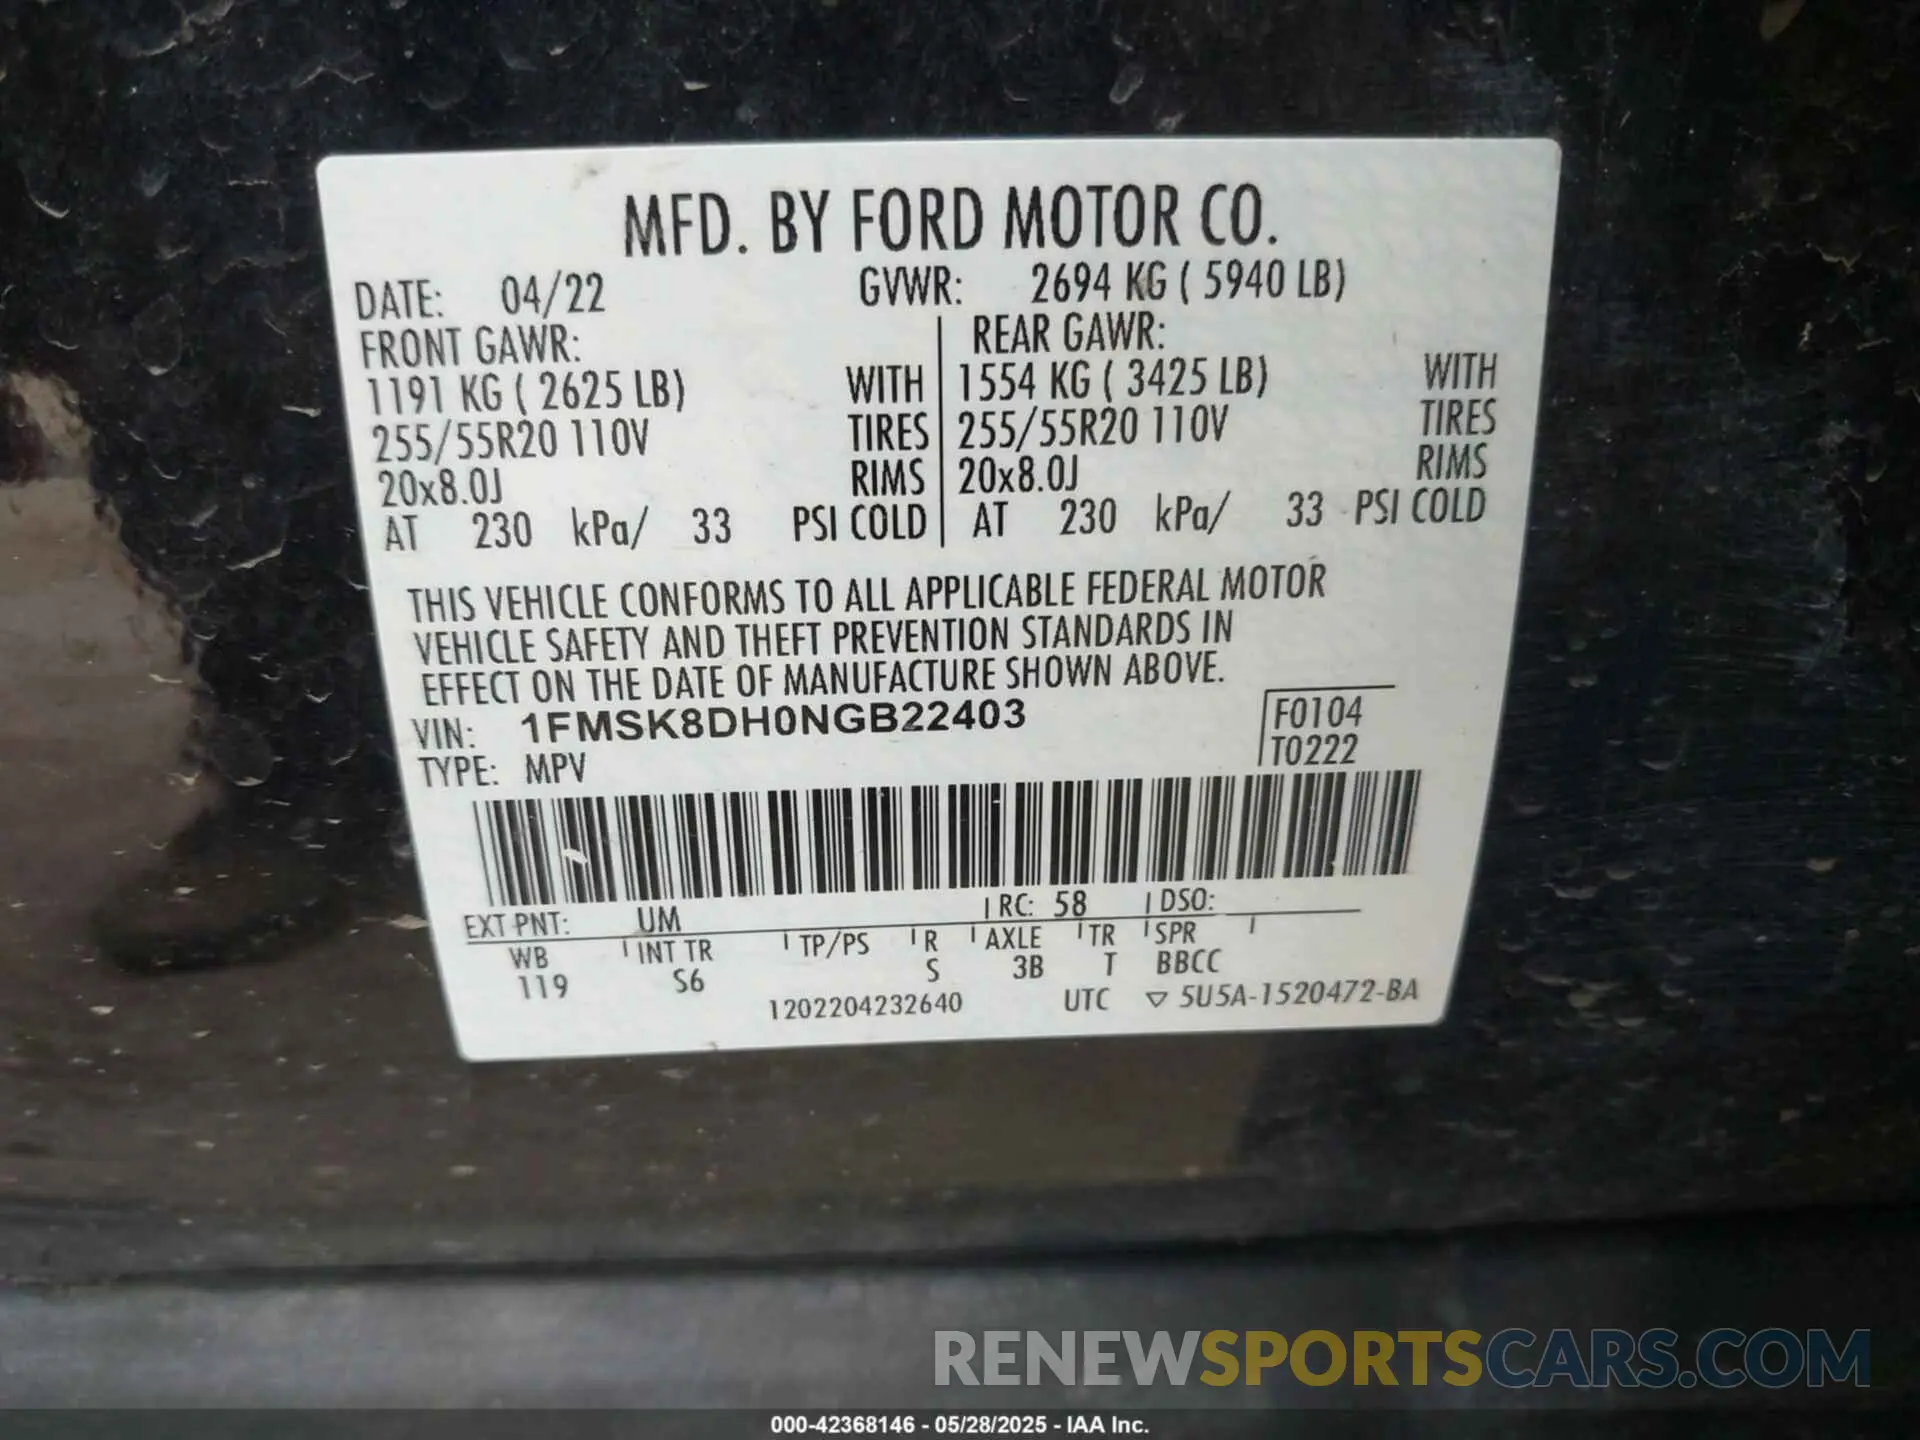 MFD. BY FORD MOTOR CO.
DATE: 04/22 GVWR: 2694 KG ( 5940 LB)
FRONT GAWR: REAR GAWR:
1191 KG ( 2625 LB) WITH 1554 KG ( 3425 LB) WITH
255/55R20 110V TIRES 255/55R20 110V TIRES
20x8.0J RIMS 20x8.0J RIMS
AT 230 kPa/ 33 PSI COLD AT 230 kPa/ 33 PSI COLD
THIS VEHICLE CONFORMS TO ALL APPLICABLE FEDERAL MOTOR
VEHICLE SAFETY AND THEFT PREVENTION STANDARDS IN
EFFECT ON THE DATE OF MANUFACTURE SHOWN ABOVE.
VIN: 1FMSK8DH0NGB22403 F0104
TYPE: MPV T0222
EXT PNT: UM RC: 58 DSO:
WB INT TR TP/PS R AXLE TR SPR
119 S6 S 3B T BBCC
1202204232640 UTC ▽ 5U5A-1520472-BA
RENEWSPORTSCARS.COM
000-42368146 - 05/28/2025 - IAA Inc.